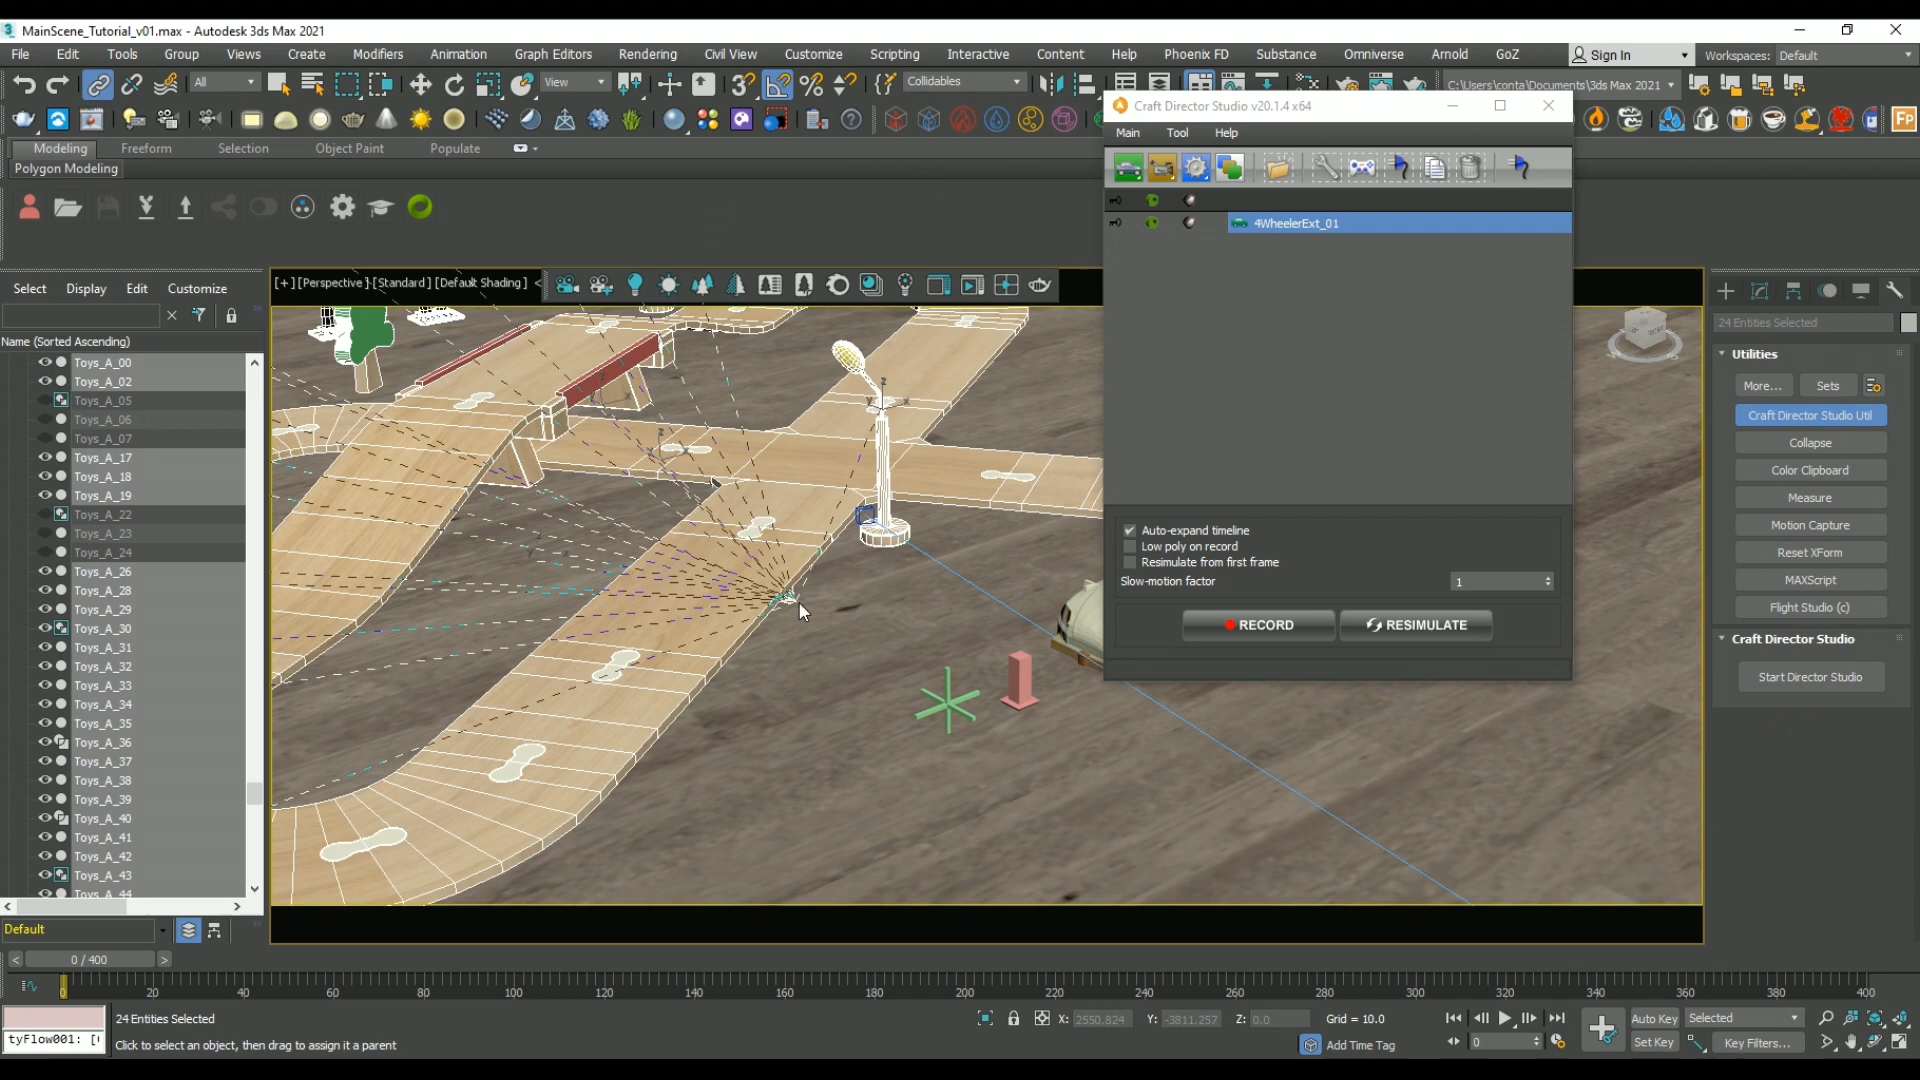 MainScene_Tutorial_v01.max - Autodesk 3ds Max 2021
File Edit Tools Group Views Create Modifiers Animation Graph Editors Rendering Civil View Customize Scripting Interactive Content Help Phoenix FD Substance Omniverse Arnold GoZ Sign In Workspaces: Default
All View Collidables C:\Users\conta\Documents\3ds Max 2021
Craft Director Studio v20.1.4 x64
Main Tool Help
Modeling Freeform Selection Object Paint Populate
Polygon Modeling
4WheelerExt_01
Select Display Edit Customize
[+][Perspective][Standard][Default Shading]
Name (Sorted Ascending)
Toys_A_00
Toys_A_02
Toys_A_05
Toys_A_06
Toys_A_07
Toys_A_17
Toys_A_18
Toys_A_19
Toys_A_22
Toys_A_23
Toys_A_24
Toys_A_26
Toys_A_28
Toys_A_29
Toys_A_30
Toys_A_31
Toys_A_32
Toys_A_33
Toys_A_34
Toys_A_35
Toys_A_36
Toys_A_37
Toys_A_38
Toys_A_39
Toys_A_40
Toys_A_41
Toys_A_42
Toys_A_43
Toys_A_44
Auto-expand timeline
Low poly on record
Resimulate from first frame
Slow-motion factor 1
RECORD RESIMULATE
24 Entities Selected
Utilities
More... Sets
Craft Director Studio Util
Collapse
Color Clipboard
Measure
Motion Capture
Reset XForm
MAXScript
Flight Studio (c)
Craft Director Studio
Start Director Studio
Default
0 / 400
0 20 40 60 80 100 120 140 160 180 200 220 240 260 280 300 320 340 360 380 400
24 Entities Selected X: 2550.824 Y: -3811.257 Z: 0.0 Grid = 10.0 Auto Key Selected
tyFlow001: [ Click to select an object, then drag to assign it a parent Add Time Tag 0 Set Key Key Filters...